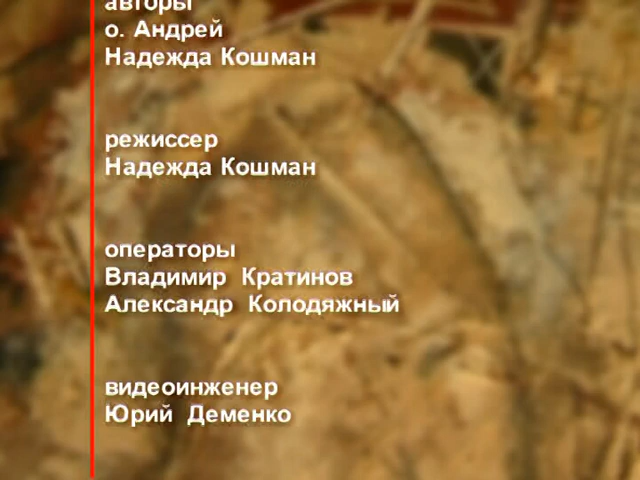 авторы
о. Андрей
Надежда Кошман
режиссер
Надежда Кошман
операторы
Владимир Кратинов
Александр Колодяжный
видеоинженер
Юрий Деменко